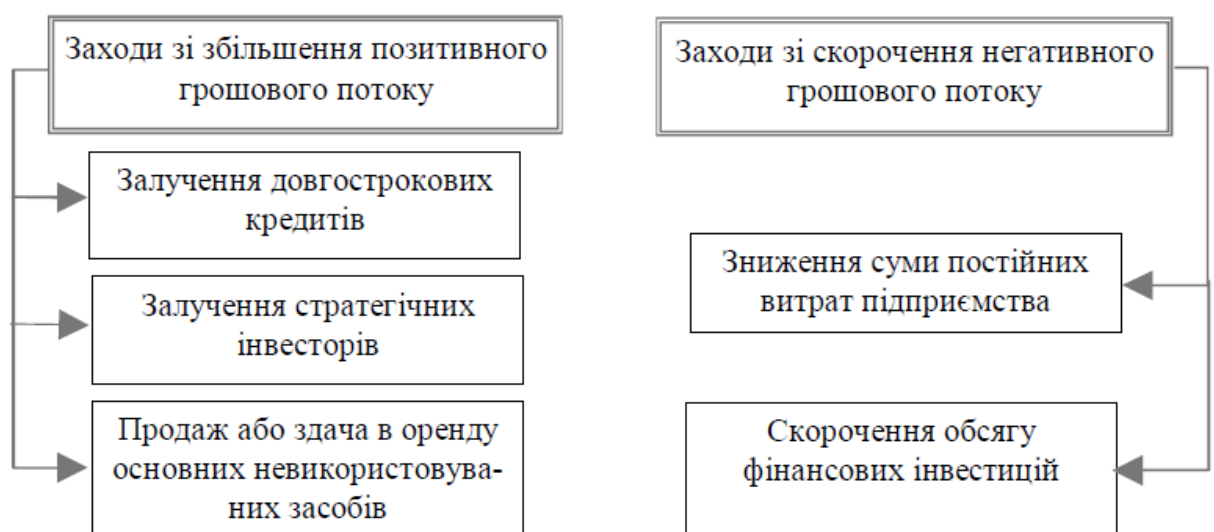 Заходи зі збільшення позитивного
грошового потоку
Залучення довгострокових
кредитів
Залучення стратегічних
інвесторів
Продаж або здача в оренду
основних невикористовува-
них засобів
Заходи зі скорочення негативного
грошового потоку
Зниження суми постійних
витрат підприємства
Скорочення обсягу
фінансових інвестицій